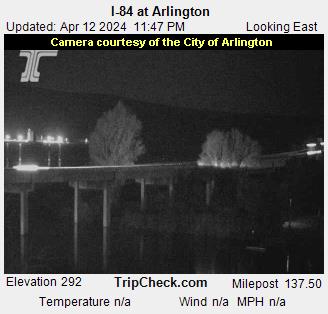 I-84 at Arlington
Updated: Apr 12 2024 11:47 PM Looking East
Camera courtesy of the City of Arlington
Elevation 292 TripCheck.com Milepost 137.50
Temperature n/a Wind n/a MPH n/a